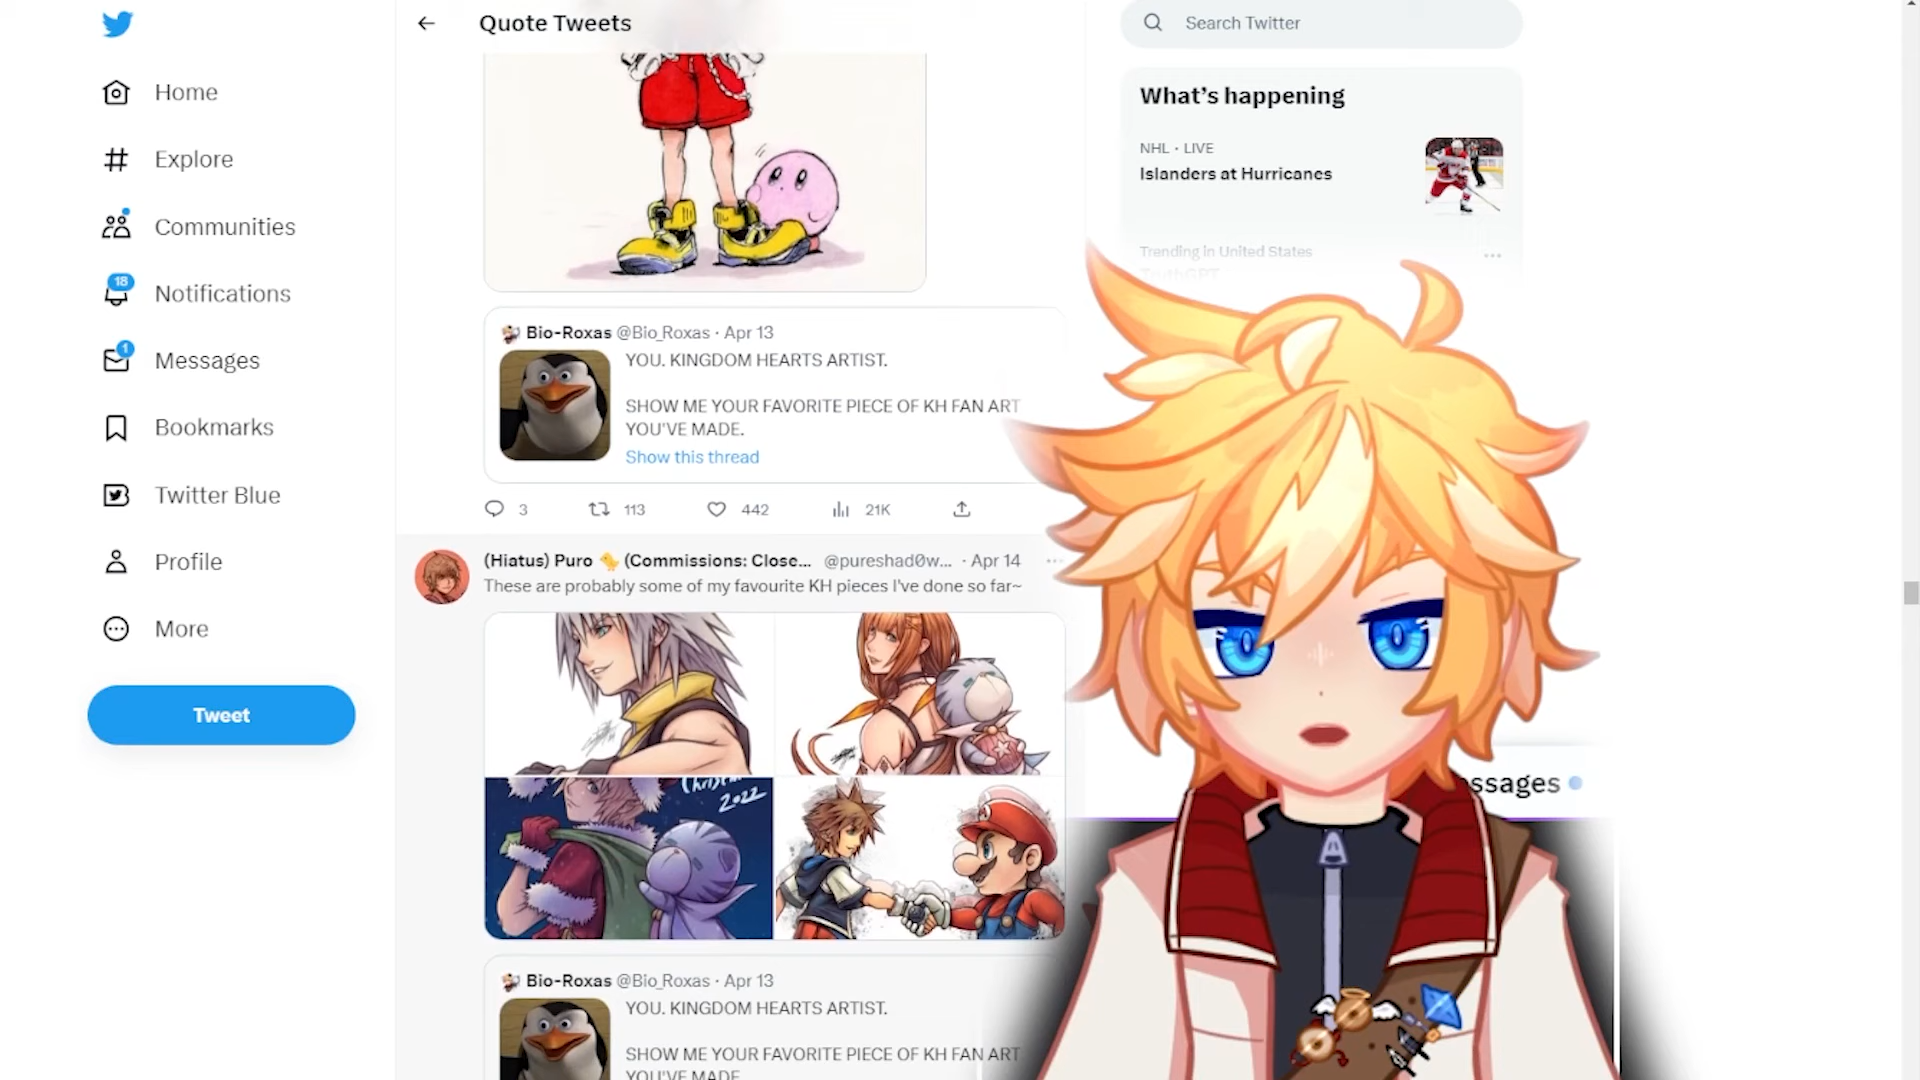 Home
Explore
Communities
18
Notifications
1
Messages
Bookmarks
Twitter Blue
Profile
More
Tweet
Quote Tweets
Bio-Roxas @Bio_Roxas · Apr 13
YOU. KINGDOM HEARTS ARTIST.
SHOW ME YOUR FAVORITE PIECE OF KH FAN ART
YOU'VE MADE.
Show this thread
3 113 442 21K
(Hiatus) Puro 🐤 (Commissions: Close... @pureshad0w... · Apr 14
These are probably some of my favourite KH pieces I've done so far~
2022
Bio-Roxas @Bio_Roxas · Apr 13
YOU. KINGDOM HEARTS ARTIST.
SHOW ME YOUR FAVORITE PIECE OF KH FAN ART
YOU'VE MADE.
Search Twitter
What's happening
NHL · LIVE
Islanders at Hurricanes
Trending in United States
ssages